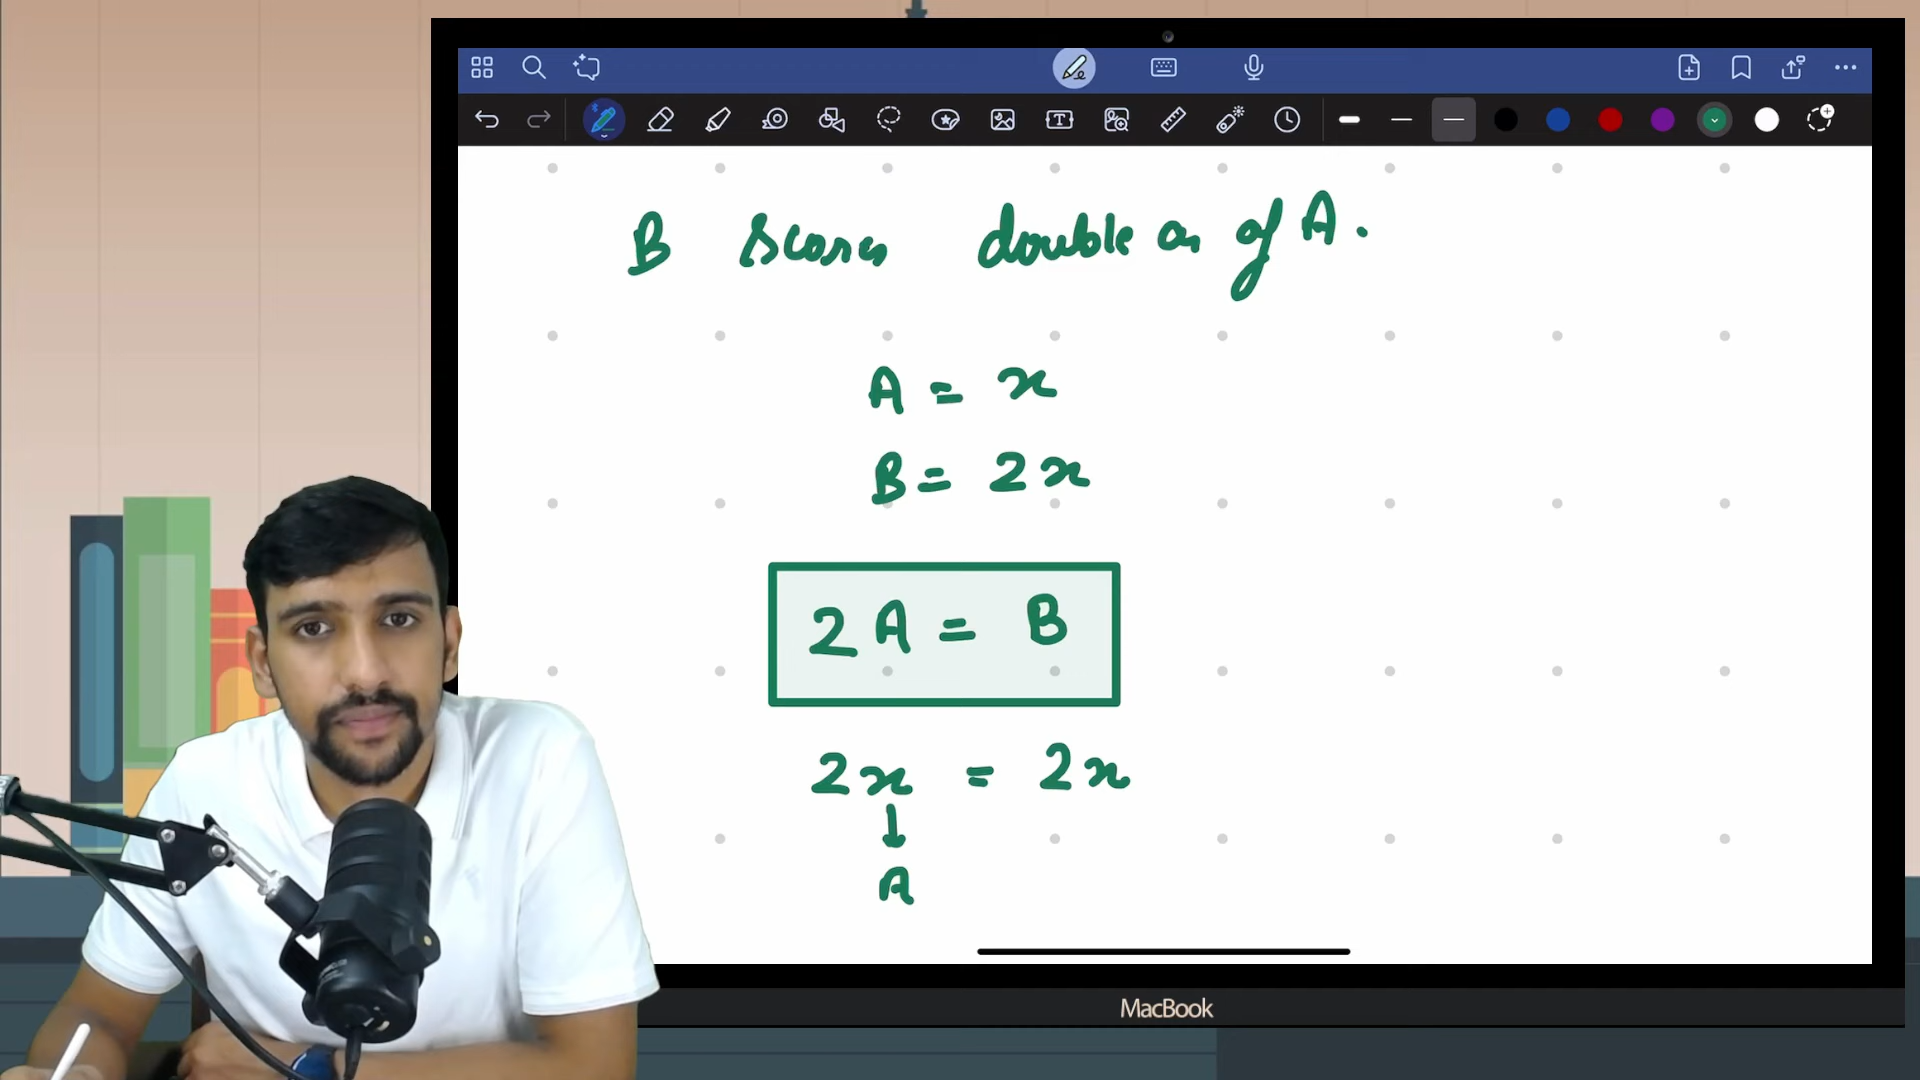 B scores double as of A.
A = x
B = 2x
2A = B
2x = 2x
↓
A
MacBook